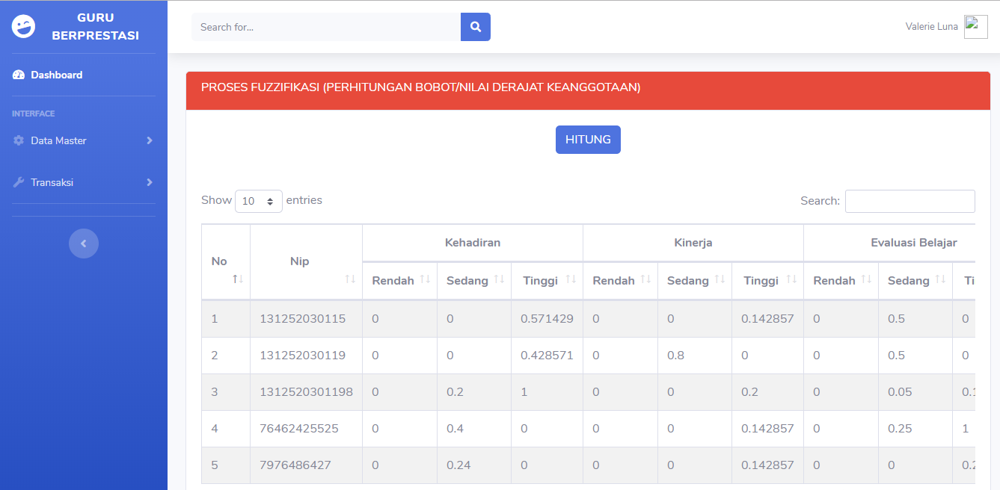 GURU
BERPRESTASI
Dashboard
INTERFACE
Data Master
Transaksi
Search for...
Valerie Luna
PROSES FUZZIFIKASI (PERHITUNGAN BOBOT/NILAI DERAJAT KEANGGOTAAN)
HITUNG
Show 10 entries
Search:
No Nip Kehadiran Kinerja Evaluasi Belajar
Rendah Sedang Tinggi Rendah Sedang Tinggi Rendah Sedang Ti
1 131252030115 0 0 0.571429 0 0 0.142857 0 0.5 0
2 131252030119 0 0 0.428571 0 0.8 0 0 0.5 0
3 1312520301198 0 0.2 1 0 0 0.2 0 0.05 0.1
4 76462425525 0 0.4 0 0 0 0.142857 0 0.25 1
5 7976486427 0 0.24 0 0 0 0.142857 0 0 0.2